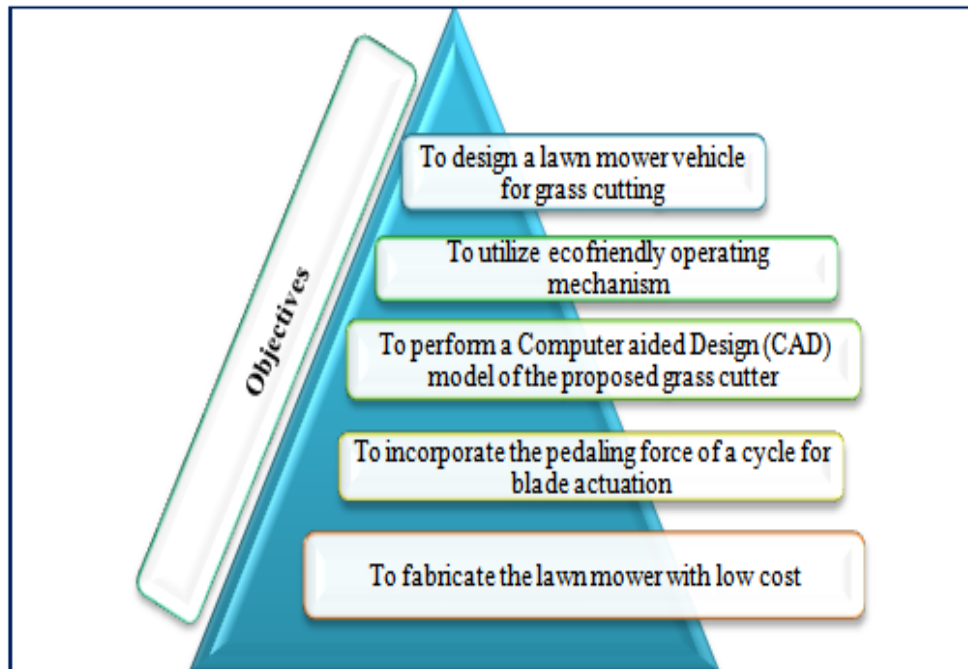 Objectives
To design a lawn mower vehicle
for grass cutting
To utilize ecofriendly operating
mechanism
To perform a Computer aided Design (CAD)
model of the proposed grass cutter
To incorporate the pedaling force of a cycle for
blade actuation
To fabricate the lawn mower with low cost